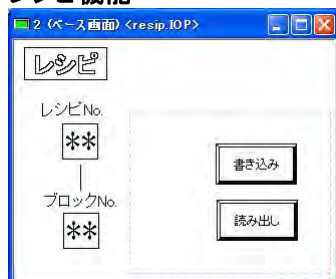 レシピ機能
2 (ベース画面) <resip.IOP>
レシピ
レシピNo.
**
ブロックNo.
**
書き込み
読み出し